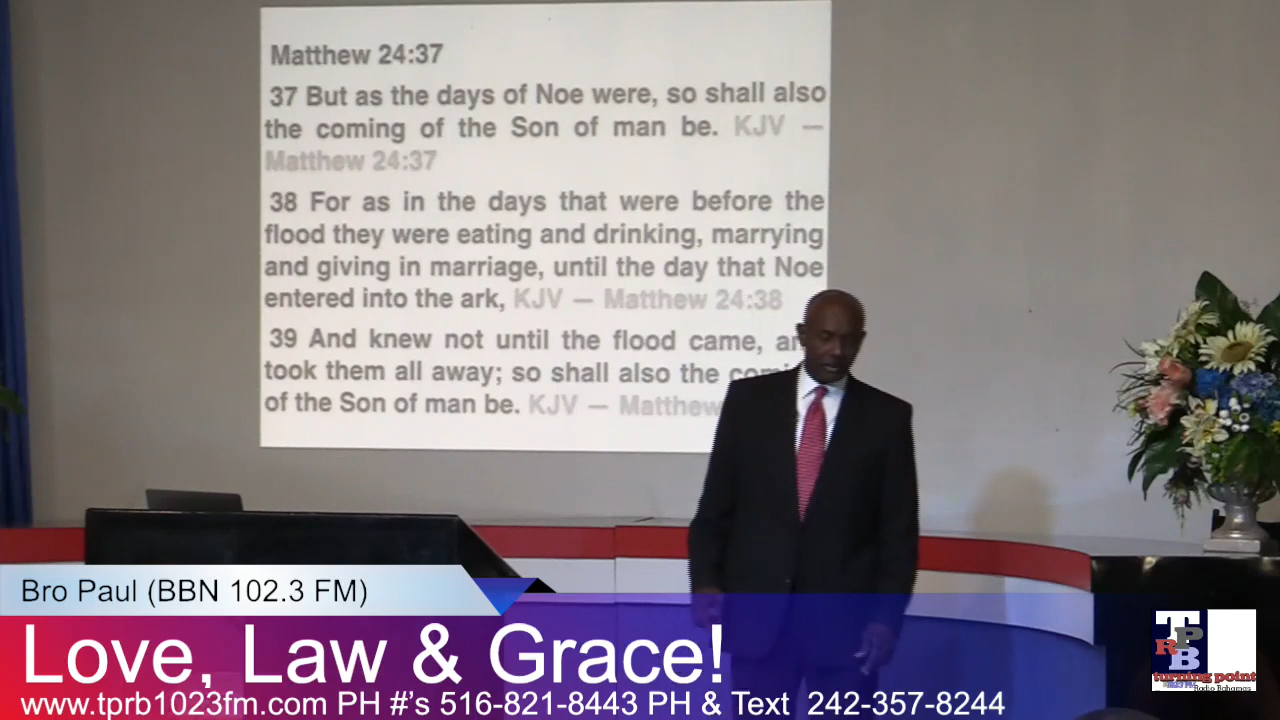 Matthew 24:37
37 But as the days of Noe were, so shall also
the coming of the Son of man be. KJV —
Matthew 24:37
38 For as in the days that were before the
flood they were eating and drinking, marrying
and giving in marriage, until the day that Noe
entered into the ark, KJV — Matthew 24:38
39 And knew not until the flood came,
took them all away; so shall also the
of the Son of man be. KJV — Matthew
Bro Paul (BBN 102.3 FM)
Love, Law & Grace!
www.tprb1023fm.com PH #'s 516-821-8443 PH & Text 242-357-8244
TPRB
turning point
Radio Bahamas